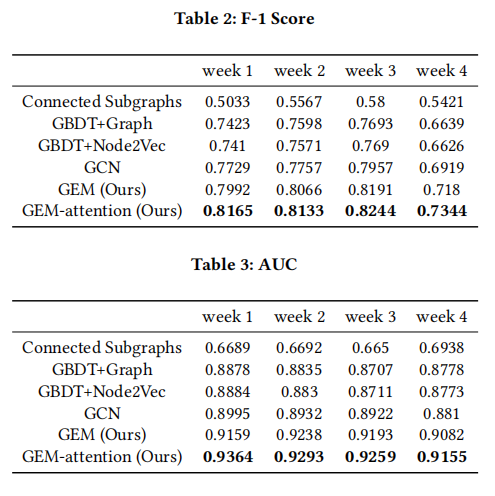 Table 2: F-1 Score
week 1 week 2 week 3 week 4
Connected Subgraphs 0.5033 0.5567 0.58 0.5421
GBDT+Graph 0.7423 0.7598 0.7693 0.6639
GBDT+Node2Vec 0.741 0.7571 0.769 0.6626
GCN 0.7729 0.7757 0.7957 0.6919
GEM (Ours) 0.7992 0.8066 0.8191 0.718
GEM-attention (Ours) 0.8165 0.8133 0.8244 0.7344
Table 3: AUC
week 1 week 2 week 3 week 4
Connected Subgraphs 0.6689 0.6692 0.665 0.6938
GBDT+Graph 0.8878 0.8835 0.8707 0.8778
GBDT+Node2Vec 0.8884 0.883 0.8711 0.8773
GCN 0.8995 0.8932 0.8922 0.881
GEM (Ours) 0.9159 0.9238 0.9193 0.9082
GEM-attention (Ours) 0.9364 0.9293 0.9259 0.9155